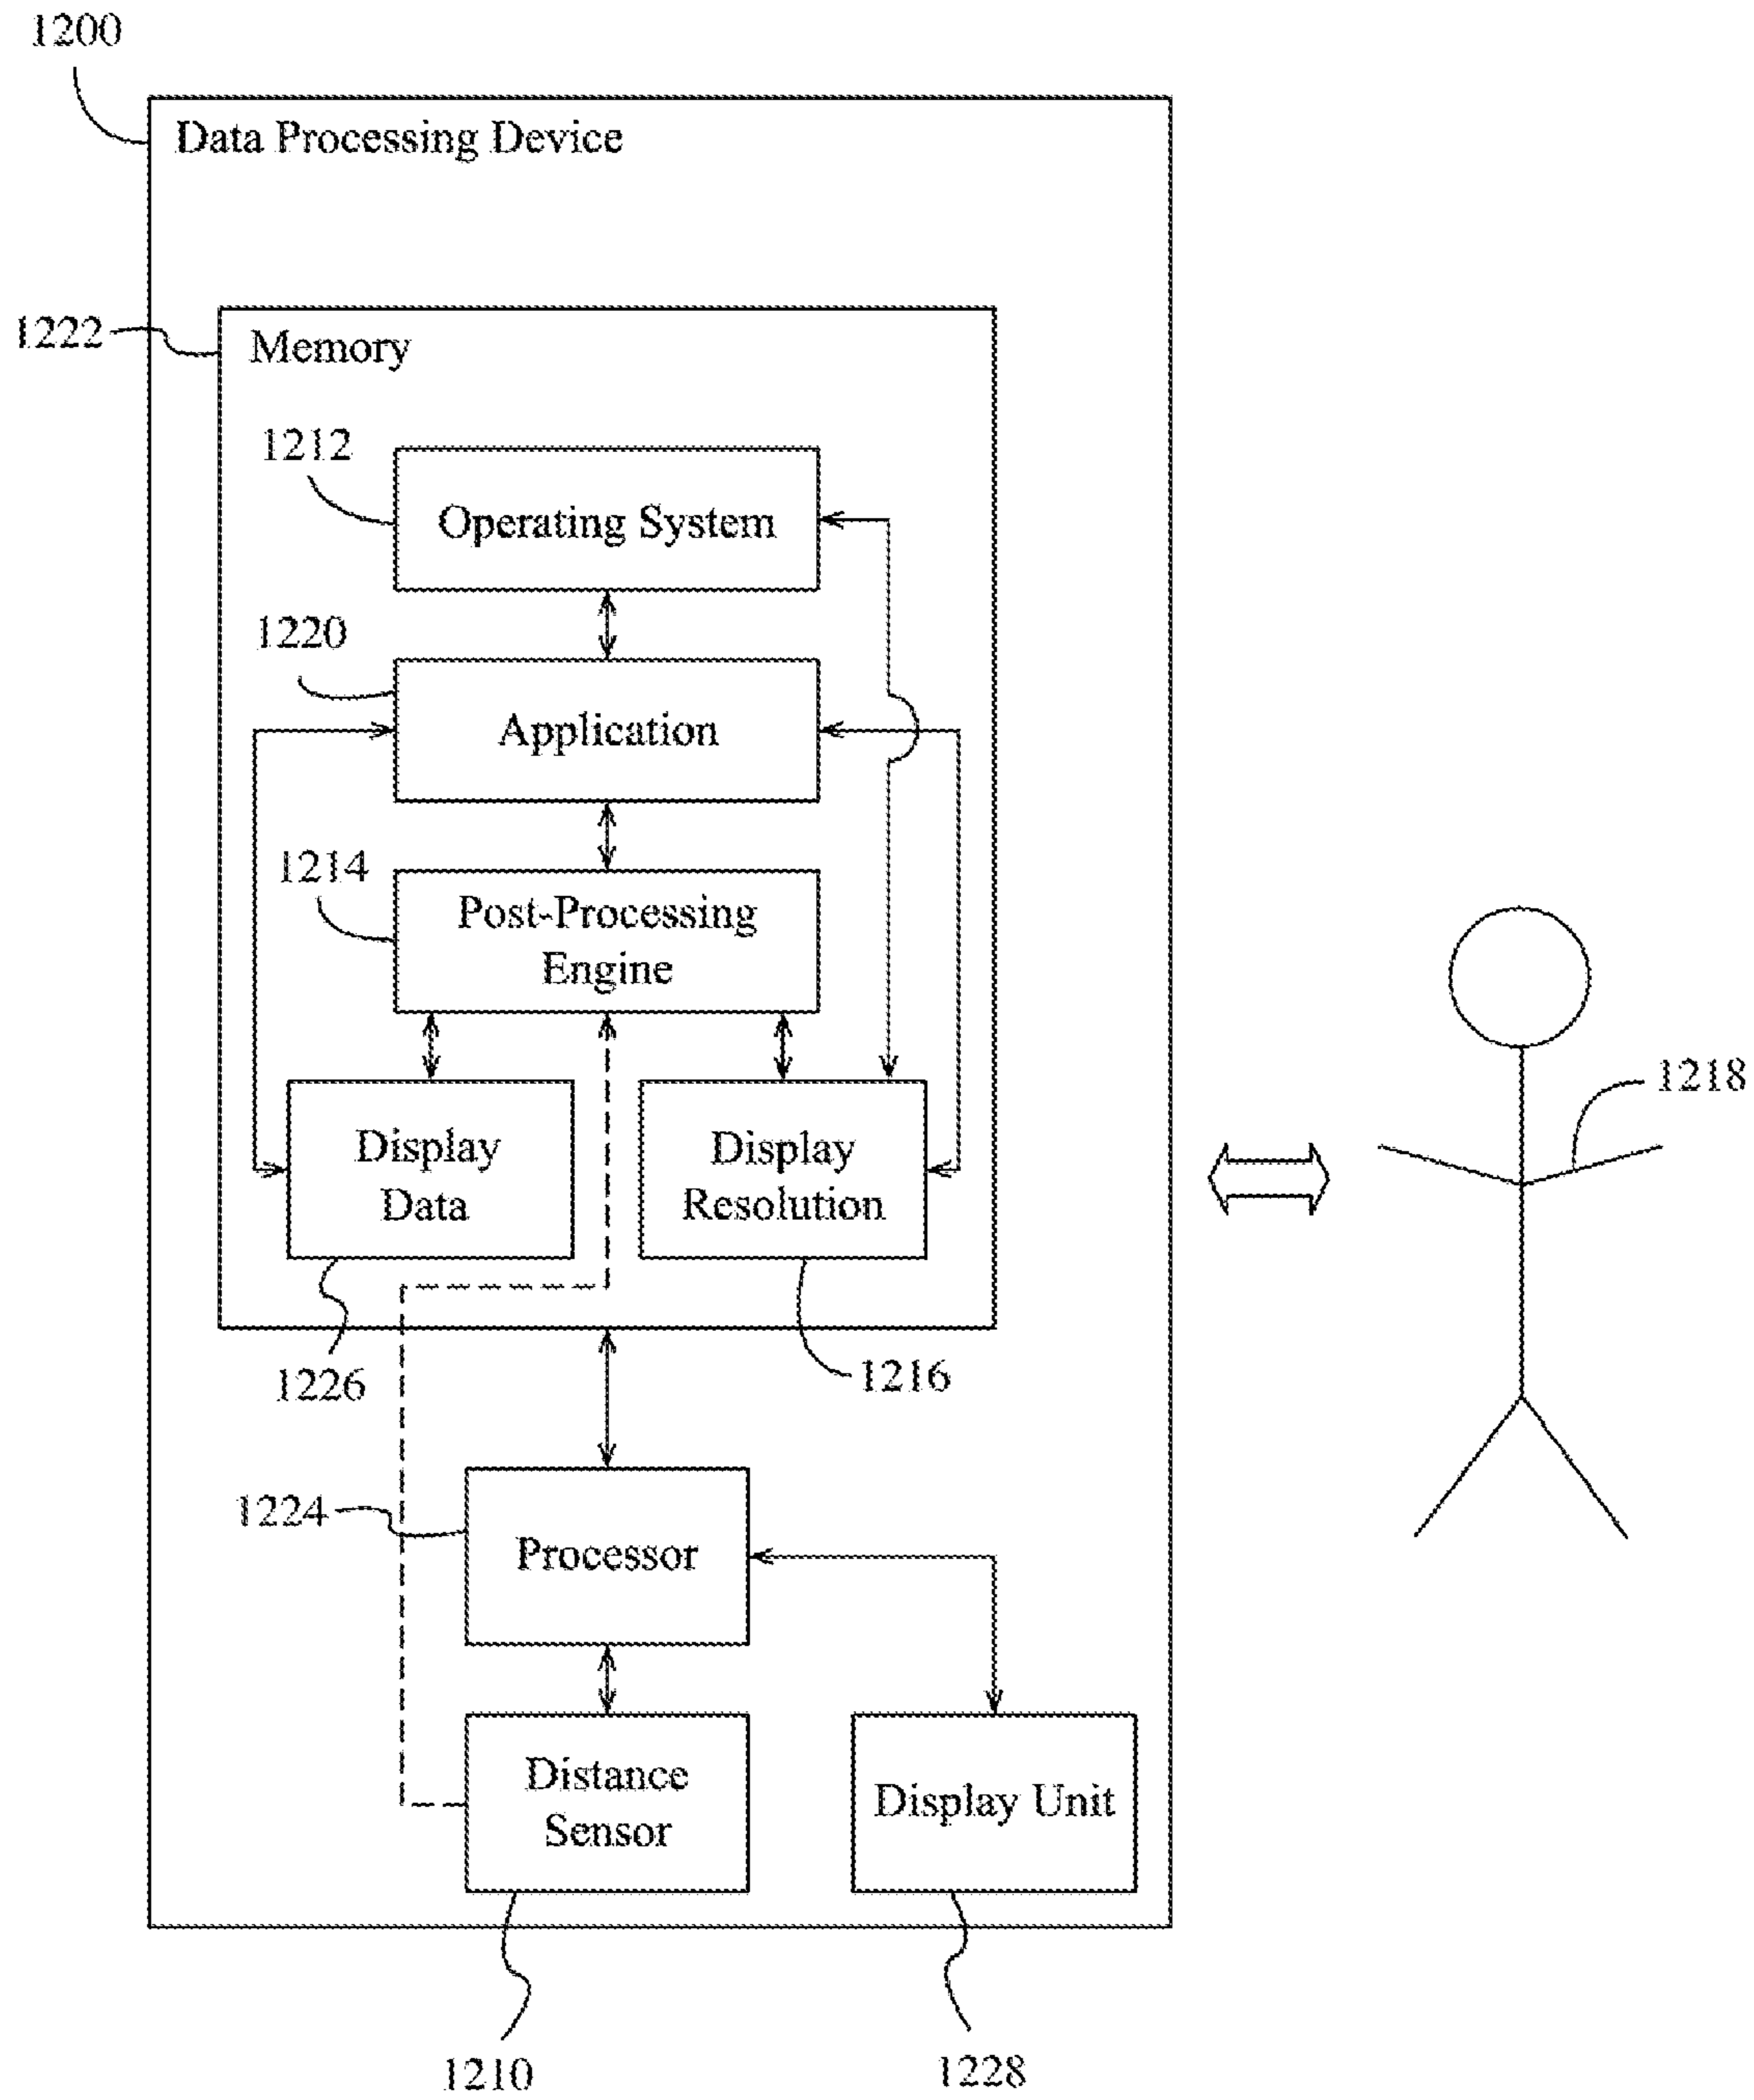 1200
Data Processing Device
1222
Memory
1212
Operating System
1220
Application
1214
Post-Processing
Engine
1218
Display
Data
Display
Resolution
1226
1216
1224
Processor
Distance
Sensor
Display Unit
1210
1228